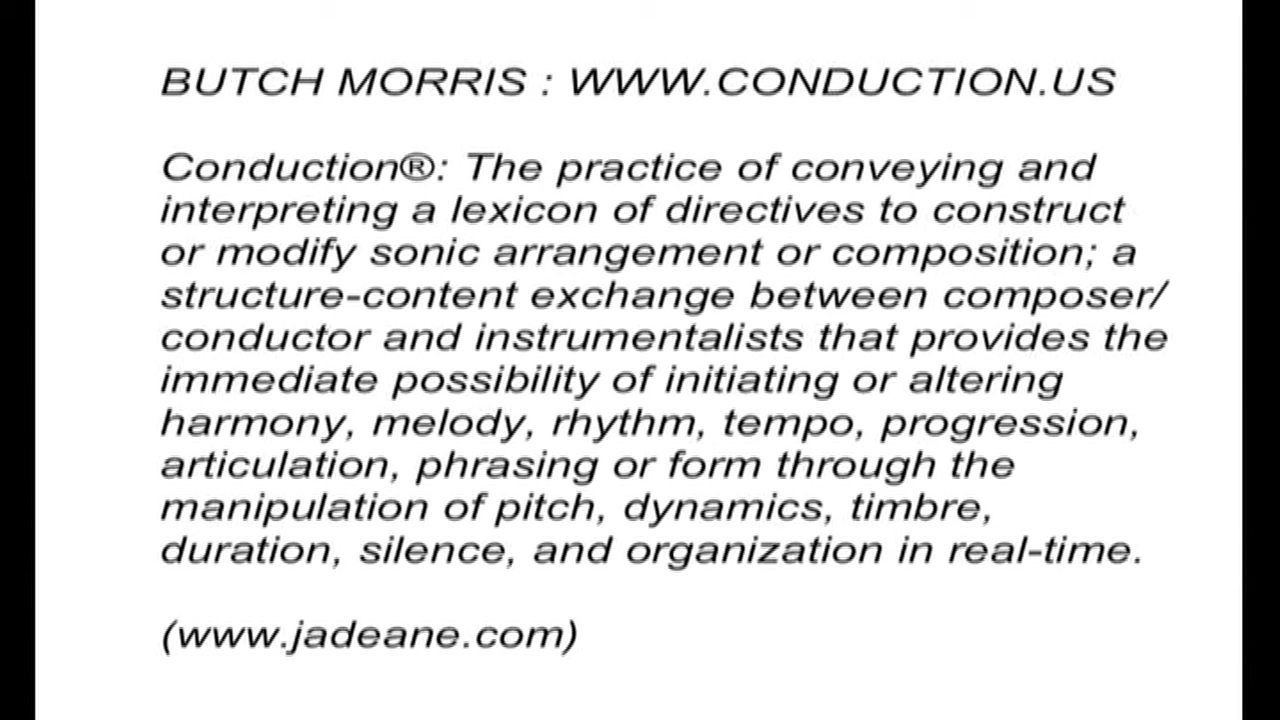 BUTCH MORRIS : WWW.CONDUCTION.US
Conduction®: The practice of conveying and
interpreting a lexicon of directives to construct
or modify sonic arrangement or composition; a
structure-content exchange between composer/
conductor and instrumentalists that provides the
immediate possibility of initiating or altering
harmony, melody, rhythm, tempo, progression,
articulation, phrasing or form through the
manipulation of pitch, dynamics, timbre,
duration, silence, and organization in real-time.
(www.jadeane.com)